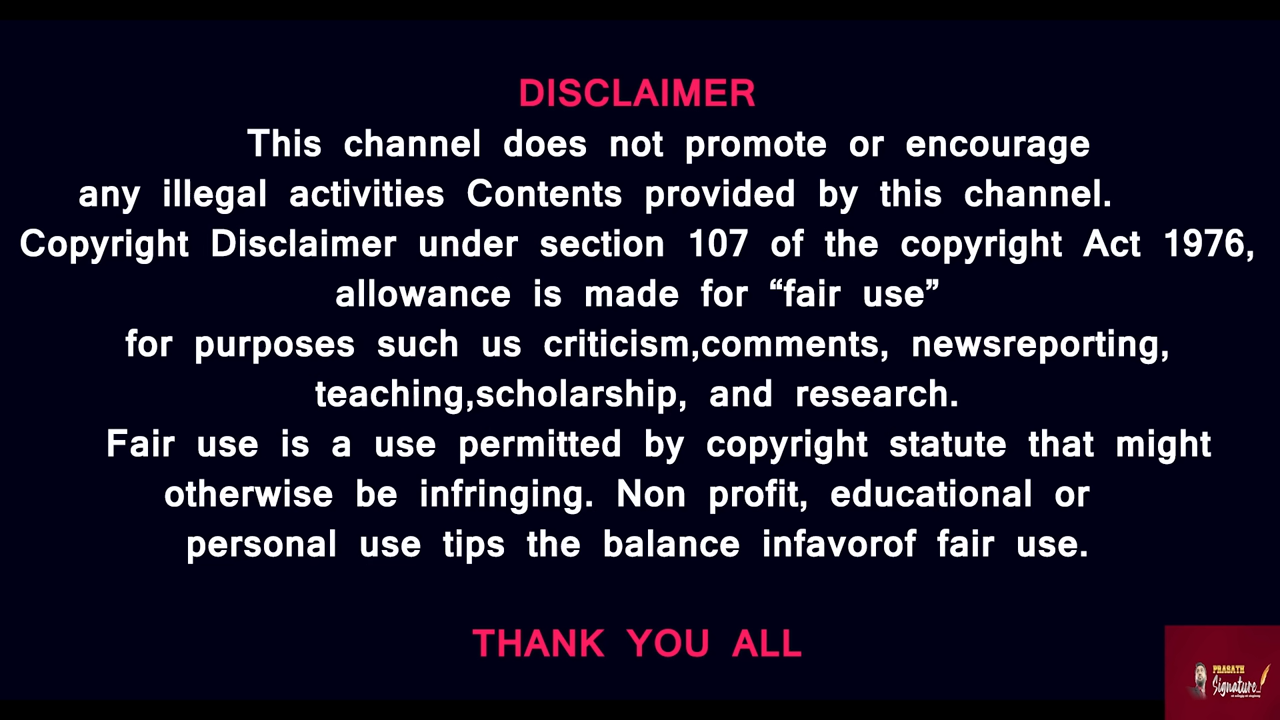 DISCLAIMER
This channel does not promote or encourage
any illegal activities Contents provided by this channel.
Copyright Disclaimer under section 107 of the copyright Act 1976,
allowance is made for “fair use”
for purposes such us criticism,comments, newsreporting,
teaching,scholarship, and research.
Fair use is a use permitted by copyright statute that might
otherwise be infringing. Non profit, educational or
personal use tips the balance infavorof fair use.
THANK YOU ALL
PRASATH
Signature